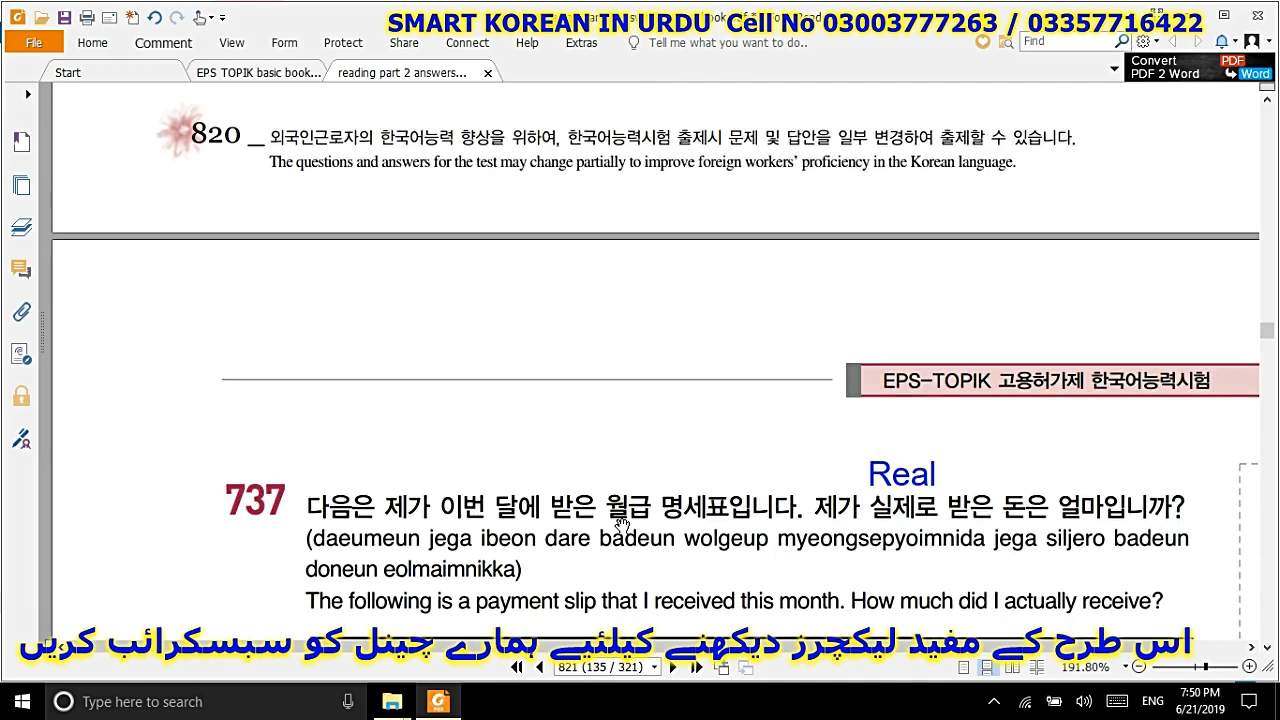 SMART KOREAN IN URDU Cell No 03003777263 / 03357716422
File Home Comment View Form Protect Share Connect Help Extras Tell me what you want to do.. Find
Start EPS TOPIK basic book... reading part 2 answers... ×
Convert
PDF 2 Word
PDF
Word
820 _ 외국인근로자의 한국어능력 향상을 위하여, 한국어능력시험 출제시 문제 및 답안을 일부 변경하여 출제할 수 있습니다.
The questions and answers for the test may change partially to improve foreign workers' proficiency in the Korean language.
EPS-TOPIK 고용허가제 한국어능력시험
Real
737 다음은 제가 이번 달에 받은 월급 명세표입니다. 제가 실제로 받은 돈은 얼마입니까?
(daeumeun jega ibeon dare badeun wolgeup myeongsepyoimnida jega siljero badeun
doneun eolmaimnikka)
The following is a payment slip that I received this month. How much did I actually receive?
اس طرح کے مفید لیکچرز دیکھنے کیلئیے ہمارے چینل کو سبسکرائب کریں
821 (135 / 321) 191.80%
Type here to search
ENG
7:50 PM
6/21/2019